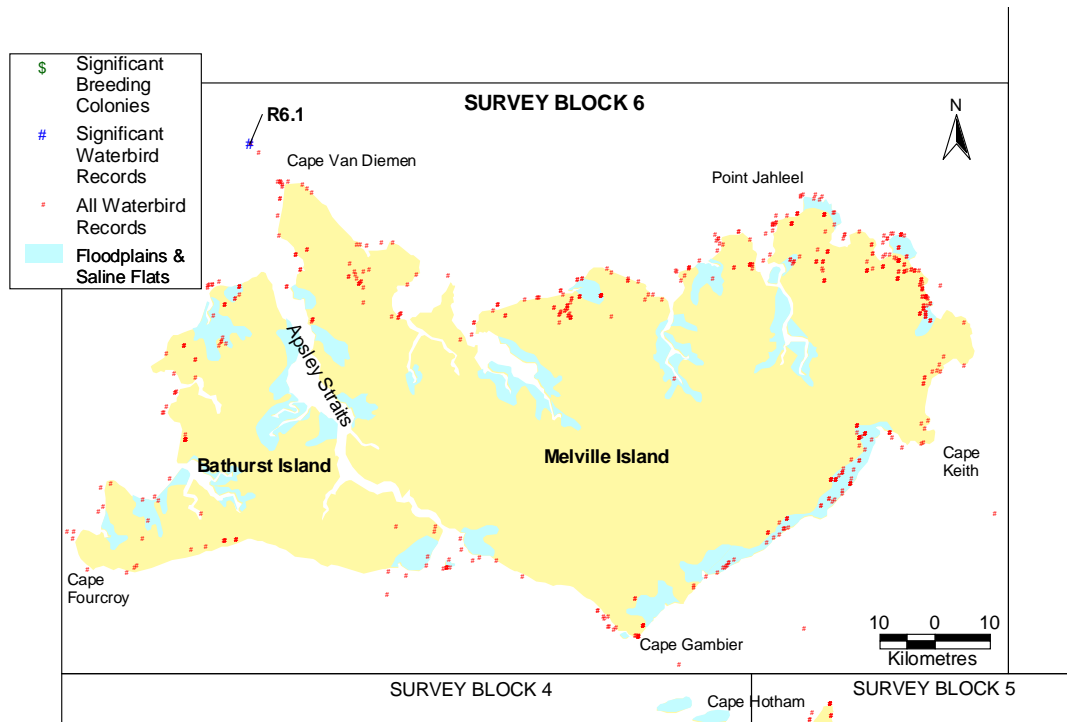 $ Significant
Breeding
Colonies
# Significant
Waterbird
Records
# All Waterbird
Records
Floodplains &
Saline Flats
SURVEY BLOCK 6
R6.1
N
Cape Van Diemen
Point Jahleel
Apsley Straits
Bathurst Island
Melville Island
Cape
Keith
Cape
Fourcroy
Cape Gambier
10 0 10
Kilometres
SURVEY BLOCK 4
SURVEY BLOCK 5
Cape Hotham